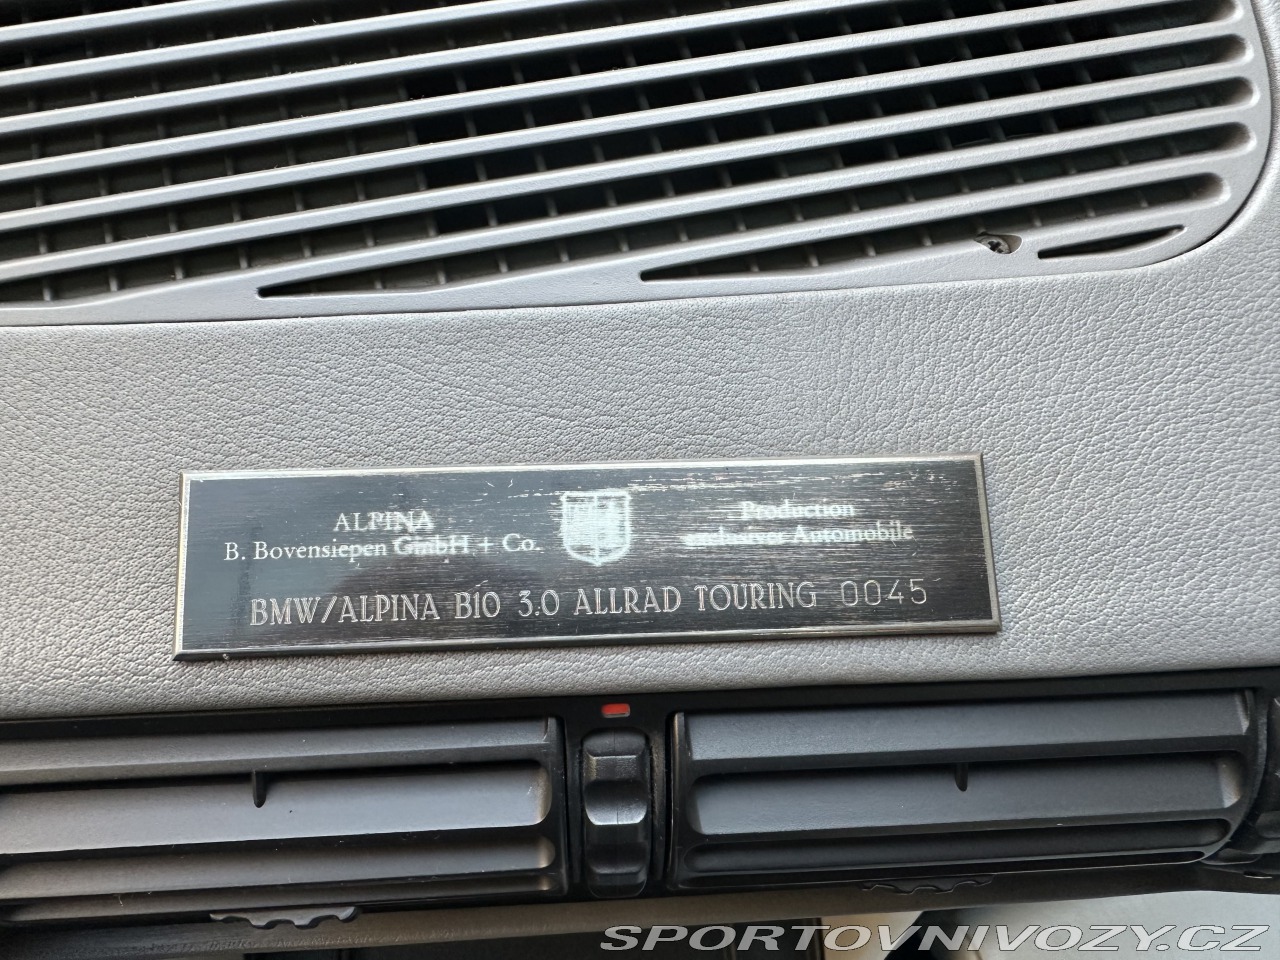 ALPINA
B. Bovensiepen GmbH + Co.
Production
exclusiver Automobile
BMW/ALPINA B10 3.0 ALLRAD TOURING 0045
SPORTOVNIVOZY.CZ